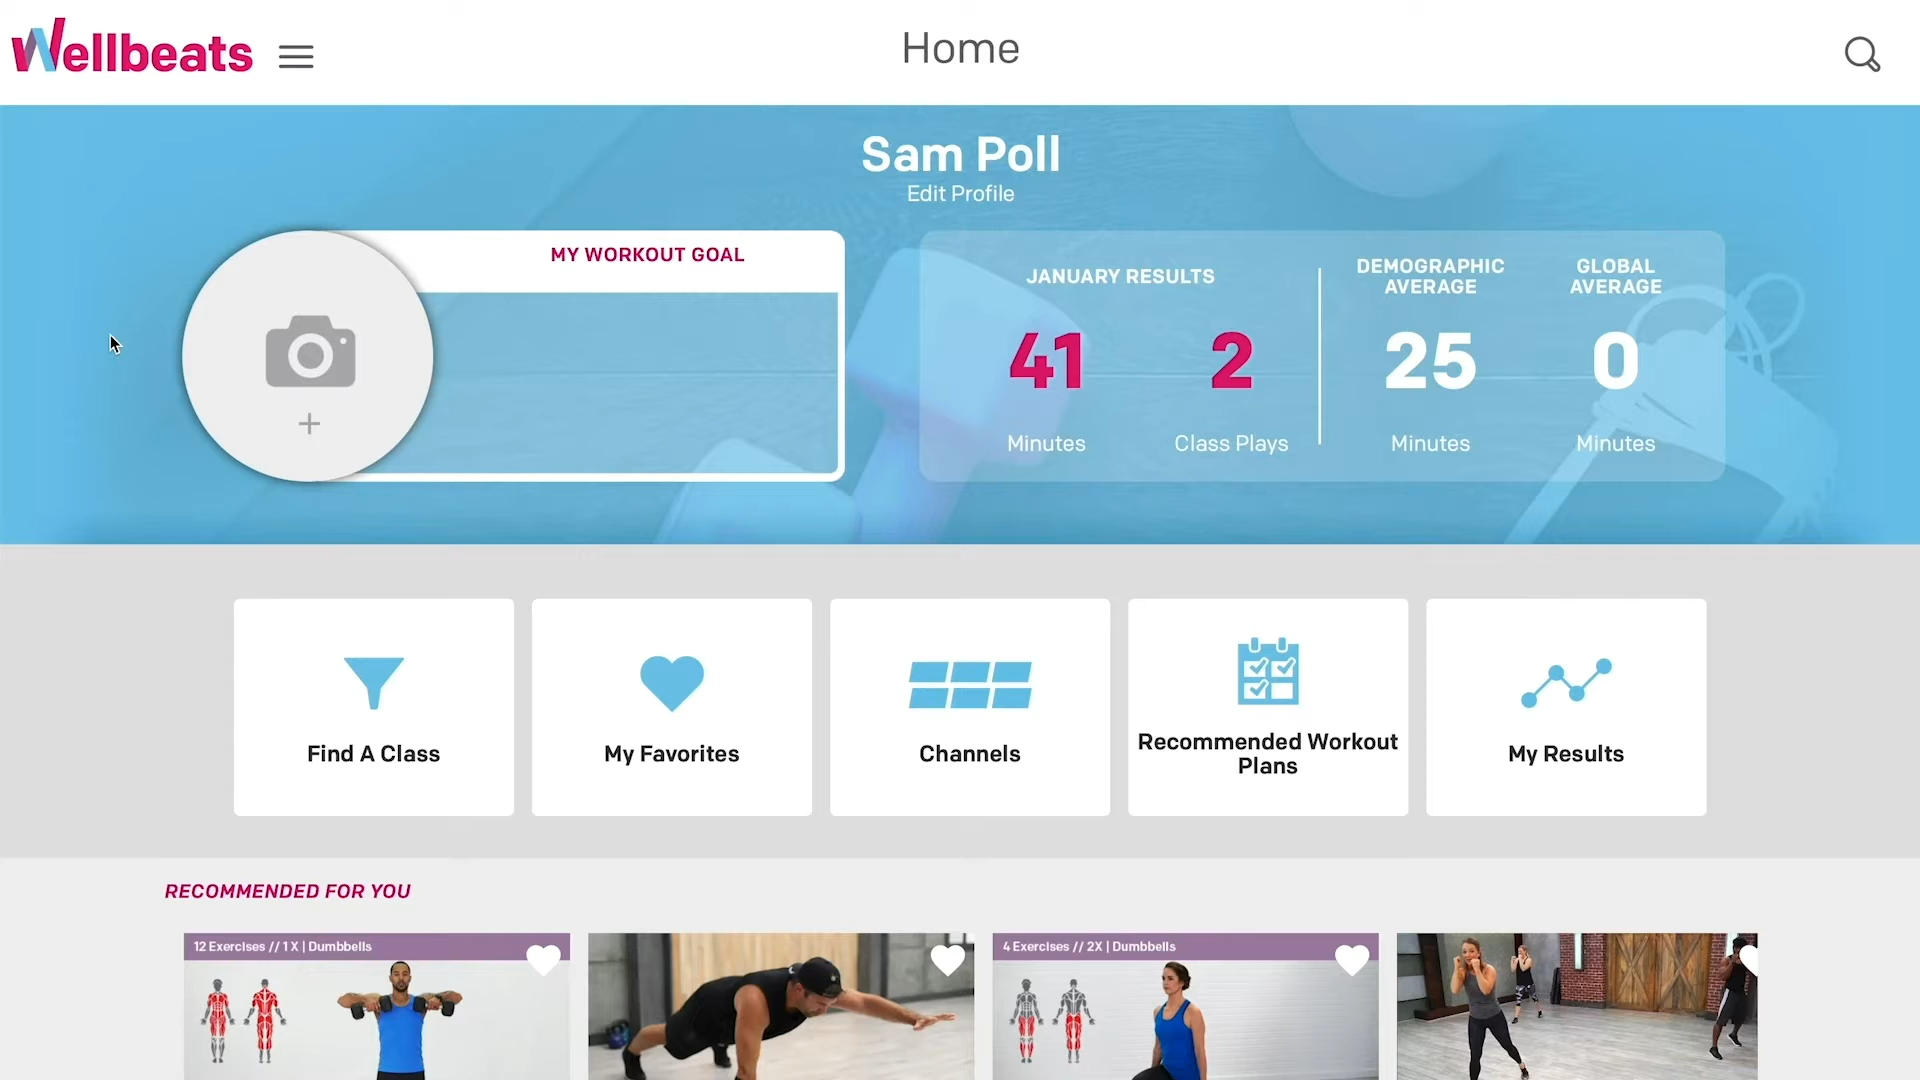 Wellbeats
Home
Sam Poll
Edit Profile
MY WORKOUT GOAL
JANUARY RESULTS
41
Minutes
2
Class Plays
DEMOGRAPHIC
AVERAGE
25
Minutes
GLOBAL
AVERAGE
0
Minutes
Find A Class
My Favorites
Channels
Recommended Workout
Plans
My Results
RECOMMENDED FOR YOU
12 Exercises // 1 X | Dumbbells
4 Exercises // 2X | Dumbbells